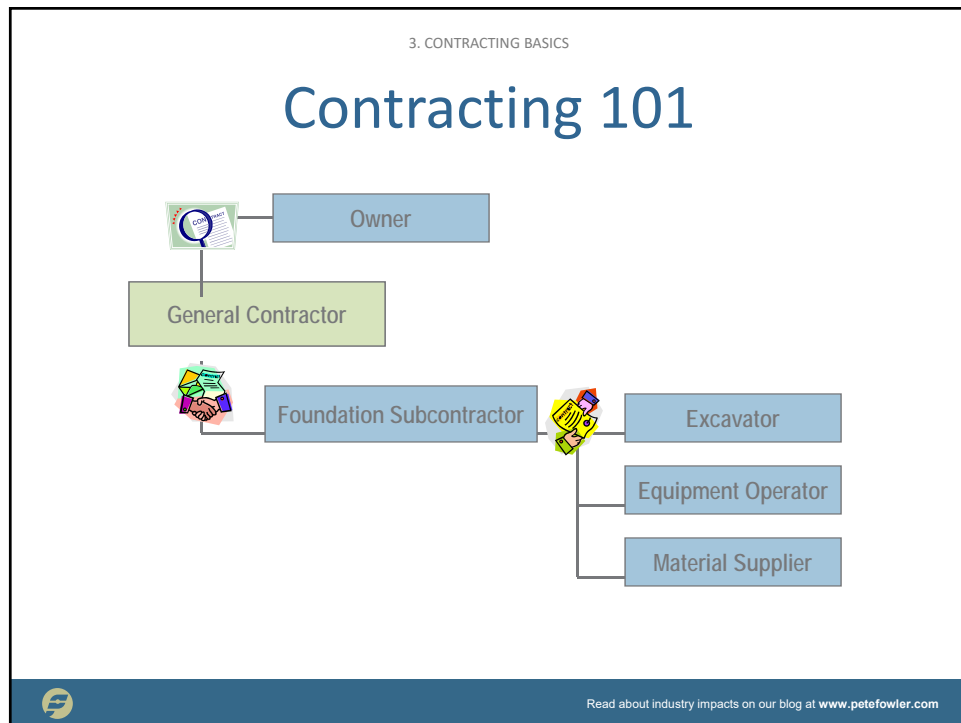 3. CONTRACTING BASICS
Contracting 101
CONTRACT
Owner
General Contractor
Foundation Subcontractor
Excavator
Equipment Operator
Material Supplier
Read about industry impacts on our blog at www.petefowler.com